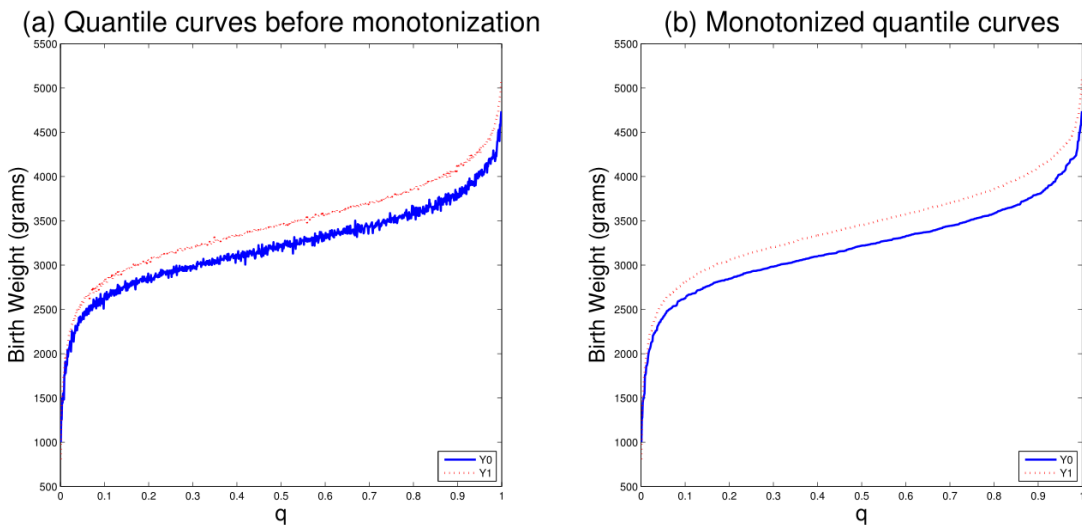 (a) Quantile curves before monotonization
5500
5000
4500
4000
3500
3000
2500
2000
1500
1000
500
Birth Weight (grams)
0 0.1 0.2 0.3 0.4 0.5 0.6 0.7 0.8 0.9 1
q
Y0
Y1
(b) Monotonized quantile curves
5500
5000
4500
4000
3500
3000
2500
2000
1500
1000
500
Birth Weight (grams)
0 0.1 0.2 0.3 0.4 0.5 0.6 0.7 0.8 0.9 1
q
Y0
Y1